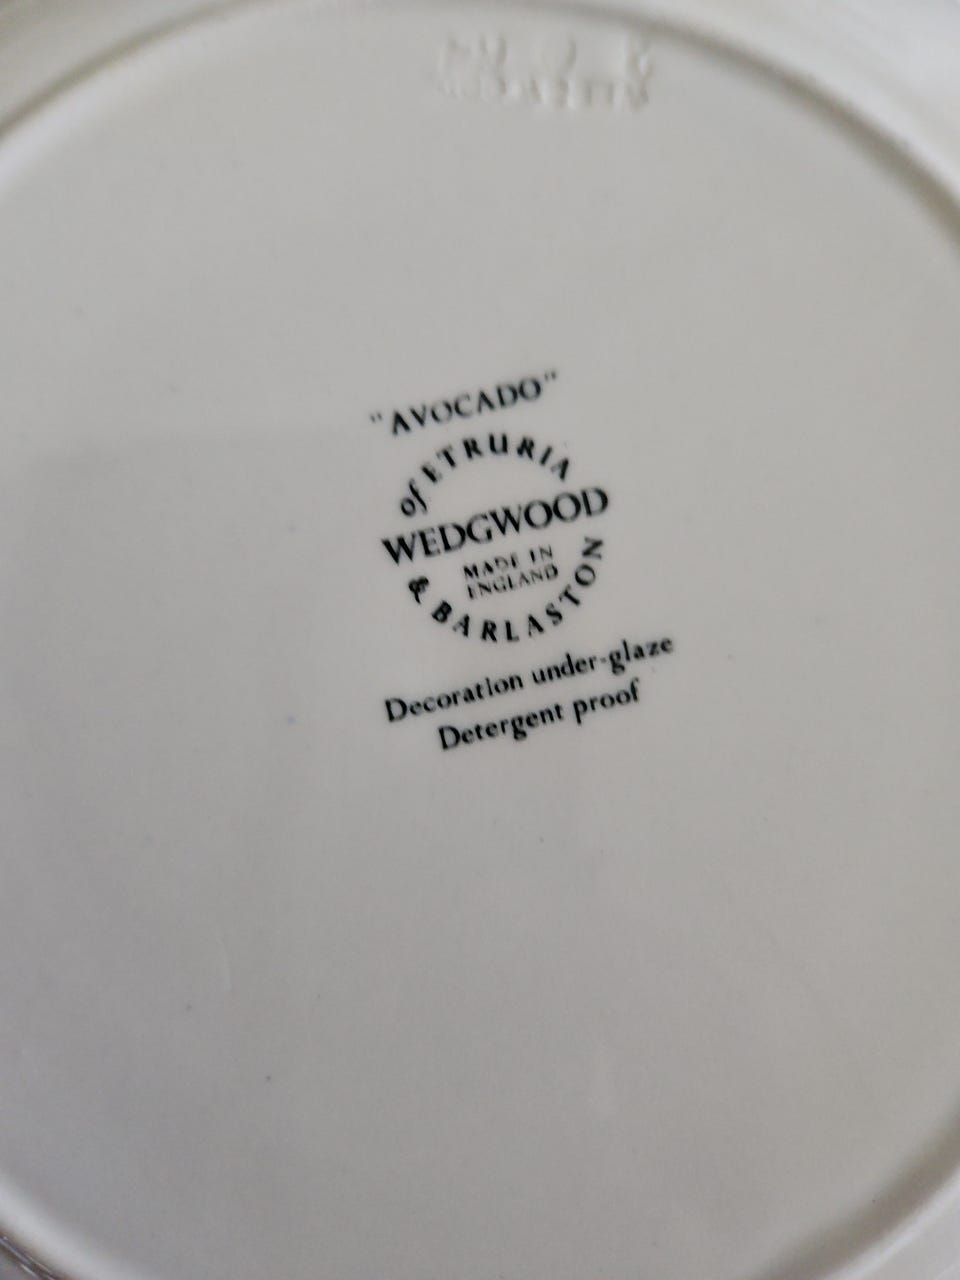 "AVOCADO"
of ETRURIA
WEDGWOOD
MADE IN
ENGLAND
& BARLASTON
Decoration under-glaze
Detergent proof